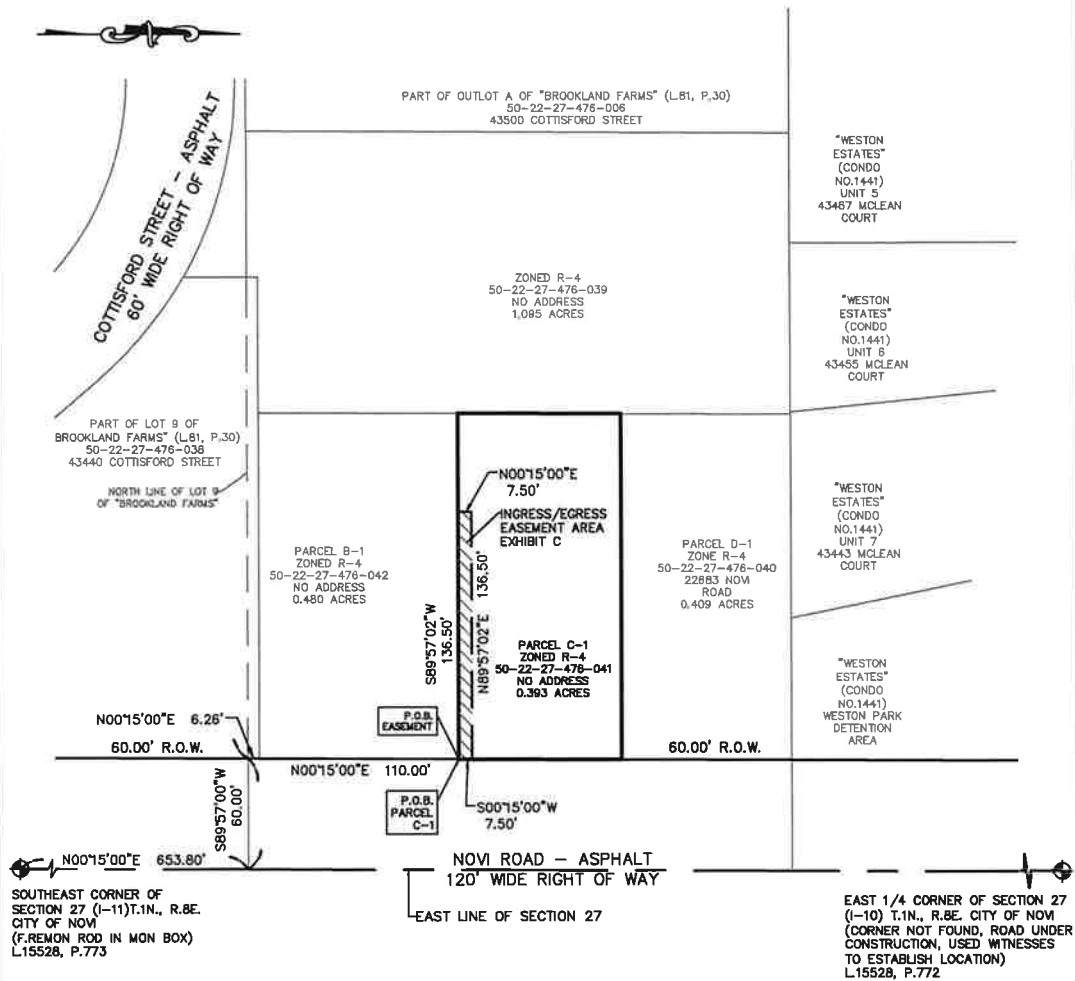 PART OF OUTLOT A OF "BROOKLAND FARMS" (L.81, P.30)
50-22-27-476-006
43500 COTTISFORD STREET
COTTISFORD STREET - ASPHALT
60' WIDE RIGHT OF WAY
"WESTON
ESTATES"
(CONDO
NO.1441)
UNIT 5
43467 MCLEAN
COURT
ZONED R-4
50-22-27-476-039
NO ADDRESS
1.095 ACRES
"WESTON
ESTATES"
(CONDO
NO.1441)
UNIT 6
43455 MCLEAN
COURT
PART OF LOT 9 OF
BROOKLAND FARMS" (L.81, P.30)
50-22-27-476-038
43440 COTTISFORD STREET
NORTH LINE OF LOT 9
OF "BROOKLAND FARMS"
N00°15'00"E
7.50'
INGRESS/EGRESS
EASEMENT AREA
EXHIBIT C
"WESTON
ESTATES"
(CONDO
NO.1441)
UNIT 7
43443 MCLEAN
COURT
PARCEL B-1
ZONED R-4
50-22-27-476-042
NO ADDRESS
0.480 ACRES
S89°57'02"W
136.50'
N89°57'02"E
136.50'
PARCEL D-1
ZONE R-4
50-22-27-476-040
22883 NOVI
ROAD
0.409 ACRES
PARCEL C-1
ZONED R-4
50-22-27-476-041
NO ADDRESS
0.393 ACRES
"WESTON
ESTATES"
(CONDO
NO.1441)
WESTON PARK
DETENTION
AREA
N00°15'00"E 6.26'
60.00' R.O.W.
P.O.B.
EASEMENT
60.00' R.O.W.
N00°15'00"E 110.00'
S89°57'00"W
60.00'
P.O.B.
PARCEL
C-1
S00°15'00"W
7.50'
N00°15'00"E 653.80'
NOVI ROAD - ASPHALT
120' WIDE RIGHT OF WAY
EAST LINE OF SECTION 27
SOUTHEAST CORNER OF
SECTION 27 (I-11)T.1N., R.8E.
CITY OF NOVI
(F.REMON ROD IN MON BOX)
L.15528, P.773
EAST 1/4 CORNER OF SECTION 27
(I-10) T.1N., R.8E. CITY OF NOVI
(CORNER NOT FOUND, ROAD UNDER
CONSTRUCTION, USED WITNESSES
TO ESTABLISH LOCATION)
L.15528, P.772